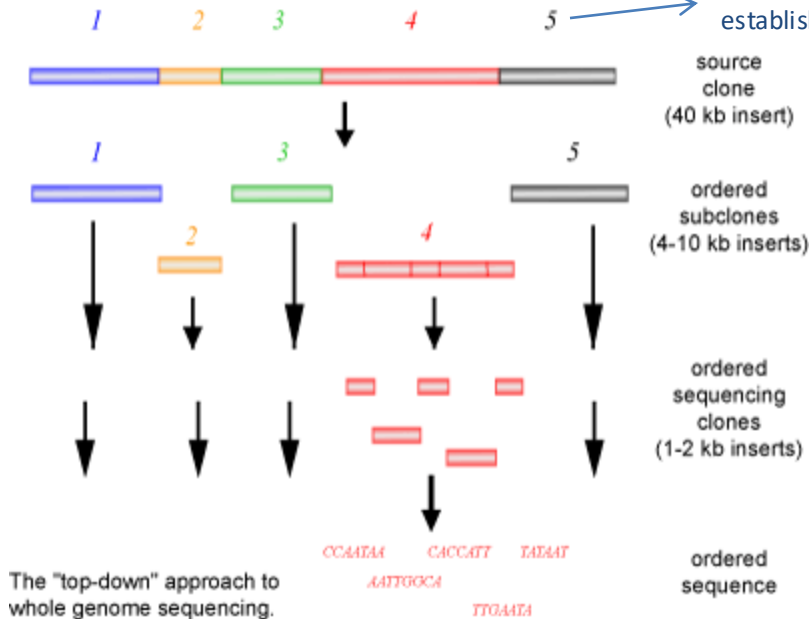 1 2 3 4 5
establis
source
clone
(40 kb insert)
1 3 5
ordered
subclones
(4-10 kb inserts)
2 4
ordered
sequencing
clones
(1-2 kb inserts)
CCAATAA CACCATT TATAAT
AATTGGCA
TTGAATA
ordered
sequence
The "top-down" approach to
whole genome sequencing.